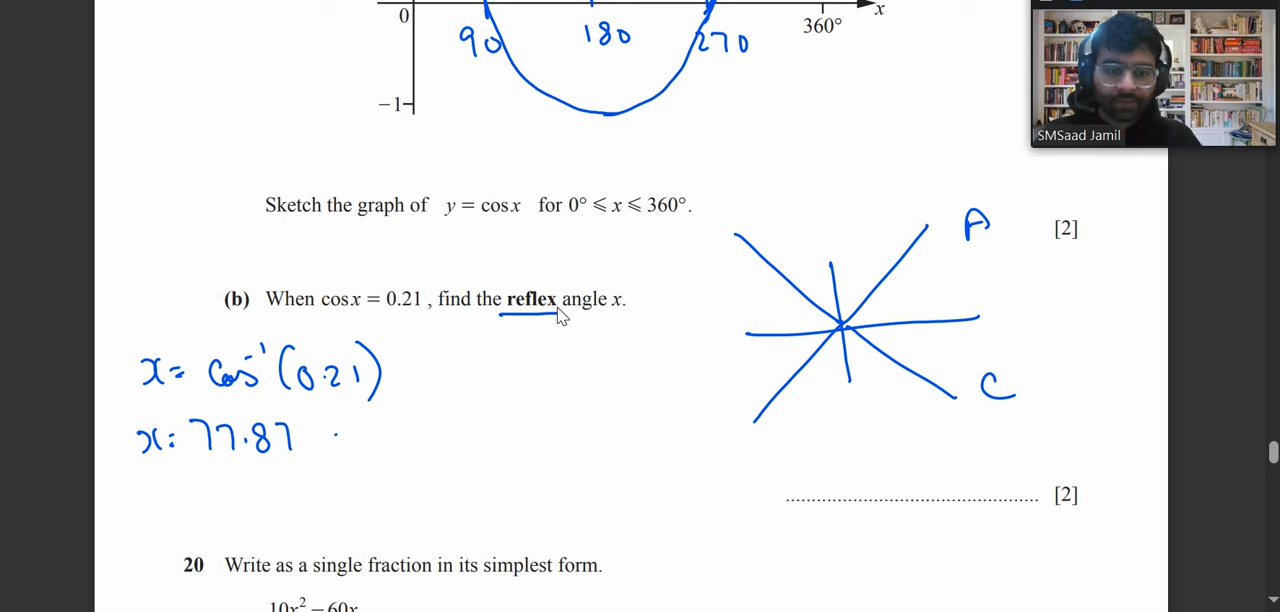 0
360°
x
90
180
270
−1
SMSaad Jamil
Sketch the graph of y = cos x for 0° ⩽ x ⩽ 360°.
[2]
A
(b) When cos x = 0.21 , find the reflex angle x.
x = cos⁻¹ (0.21)
C
x = 77.87
.................................................. [2]
20 Write as a single fraction in its simplest form.
10x² − 60x